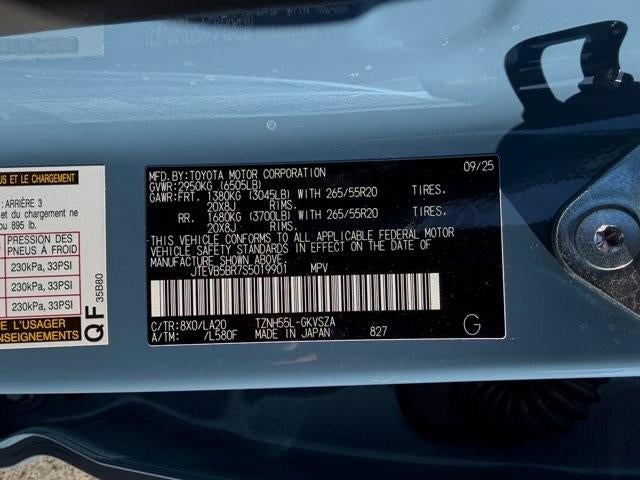 US ET LE CHARGEMENT
:ARRIÈRE 3
et du chargement ne
ou 895 lb.
PRESSION DES
PNEUS À FROID
230kPa, 33PSI
230kPa, 33PSI
230kPa, 33PSI
E L'USAGER
ENSEIGNEMENTS
QF
35B80
MFD.BY:TOYOTA MOTOR CORPORATION 09/25
GVWR:2950KG (6505LB)
GAWR:FRT. 1380KG (3045LB) WITH 265/55R20 TIRES.
20X8J RIMS.
RR. 1680KG (3700LB) WITH 265/55R20 TIRES.
20X8J RIMS.
THIS VEHICLE CONFORMS TO ALL APPLICABLE FEDERAL MOTOR
VEHICLE SAFETY STANDARDS IN EFFECT ON THE DATE OF
MANUFACTURE SHOWN ABOVE.
JTEVB5BR7S5019901 MPV
C/TR:8X0/LA20 TZNH55L-GKVSZA
A/TM: /L580F MADE IN JAPAN 827
G